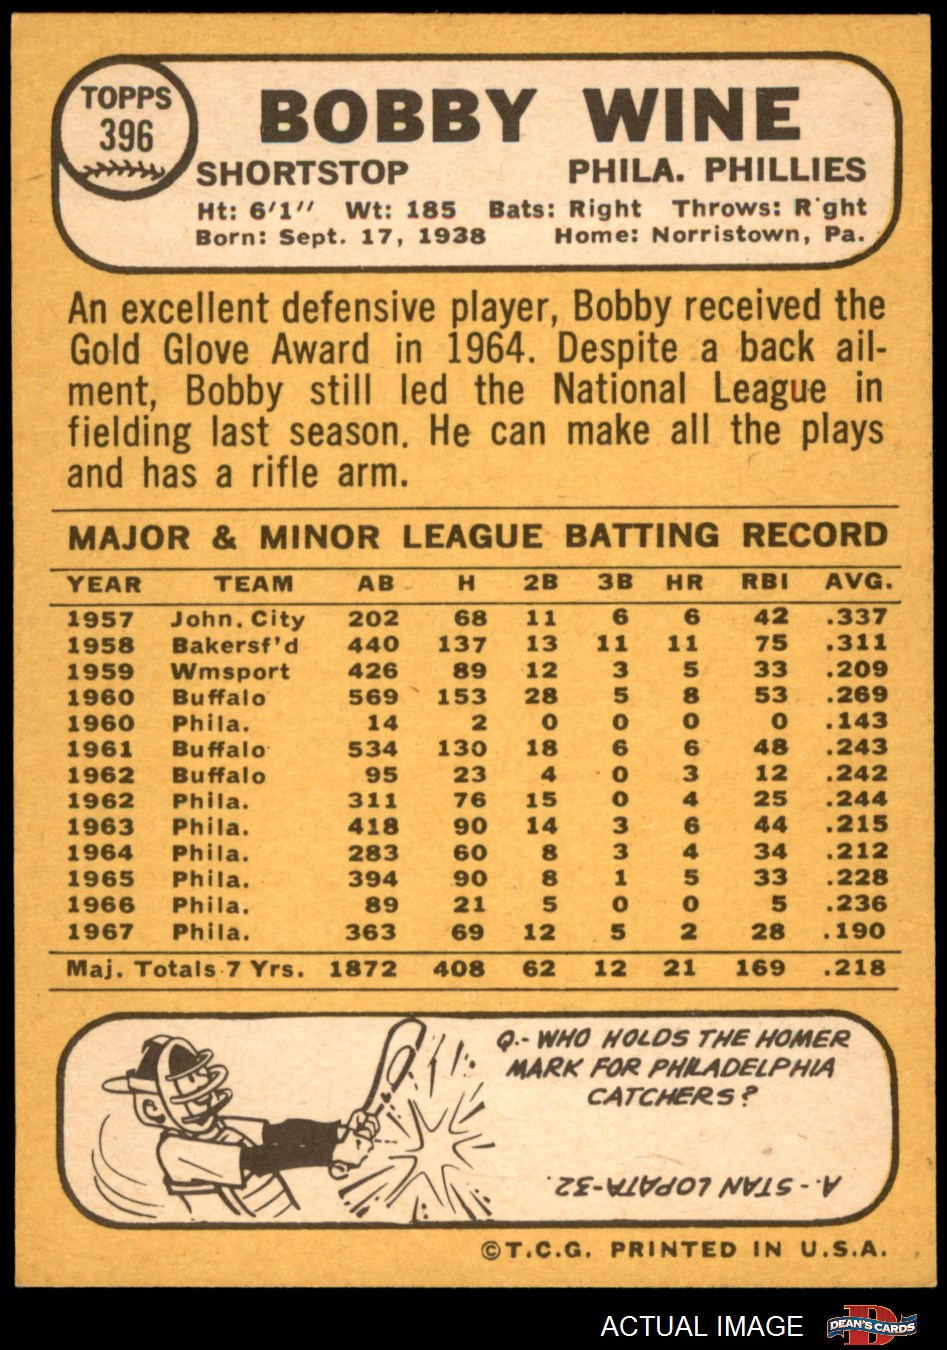 TOPPS
396
BOBBY WINE
SHORTSTOP PHILA. PHILLIES
Ht: 6'1" Wt: 185 Bats: Right Throws: R'ght
Born: Sept. 17, 1938 Home: Norristown, Pa.
An excellent defensive player, Bobby received the
Gold Glove Award in 1964. Despite a back ail-
ment, Bobby still led the National League in
fielding last season. He can make all the plays
and has a rifle arm.
MAJOR & MINOR LEAGUE BATTING RECORD
YEAR TEAM AB H 2B 3B HR RBI AVG.
1957 John. City 202 68 11 6 6 42 .337
1958 Bakersf'd 440 137 13 11 11 75 .311
1959 Wmsport 426 89 12 3 5 33 .209
1960 Buffalo 569 153 28 5 8 53 .269
1960 Phila. 14 2 0 0 0 0 .143
1961 Buffalo 534 130 18 6 6 48 .243
1962 Buffalo 95 23 4 0 3 12 .242
1962 Phila. 311 76 15 0 4 25 .244
1963 Phila. 418 90 14 3 6 44 .215
1964 Phila. 283 60 8 3 4 34 .212
1965 Phila. 394 90 8 1 5 33 .228
1966 Phila. 89 21 5 0 0 5 .236
1967 Phila. 363 69 12 5 2 28 .190
Maj. Totals 7 Yrs. 1872 408 62 12 21 169 .218
Q.- WHO HOLDS THE HOMER
MARK FOR PHILADELPHIA
CATCHERS?
A.- STAN LOPATA-32.
©T.C.G. PRINTED IN U.S.A.
ACTUAL IMAGE
DEAN'S CARDS